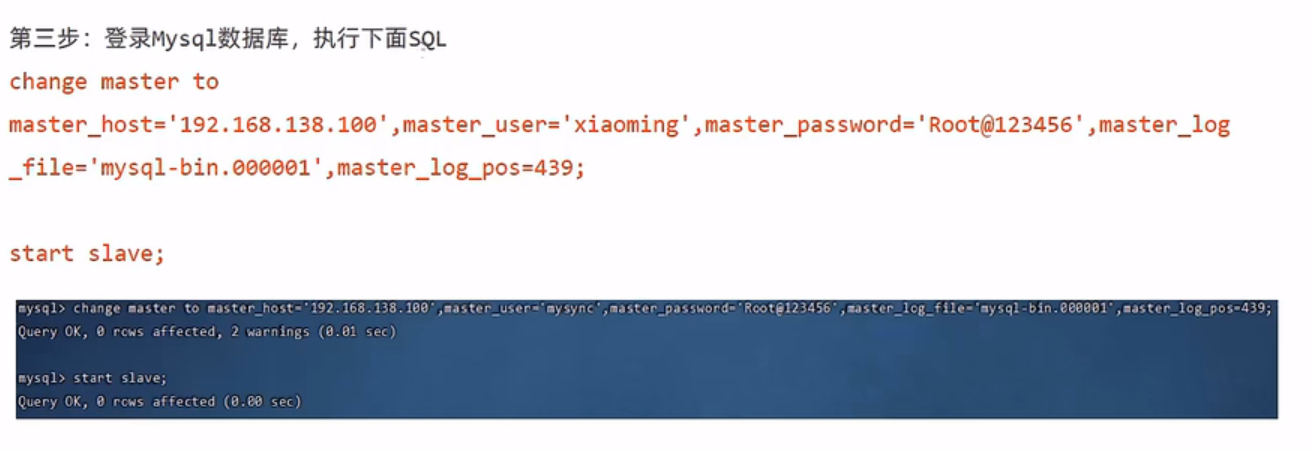 第三步：登录Mysql数据库，执行下面SQL
change master to
master_host='192.168.138.100',master_user='xiaoming',master_password='Root@123456',master_log
_file='mysql-bin.000001',master_log_pos=439;
start slave;
mysql> change master to master_host='192.168.138.100',master_user='mysync',master_password='Root@123456',master_log_file='mysql-bin.000001',master_log_pos=439;
Query OK, 0 rows affected, 2 warnings (0.01 sec)
mysql> start slave;
Query OK, 0 rows affected (0.00 sec)